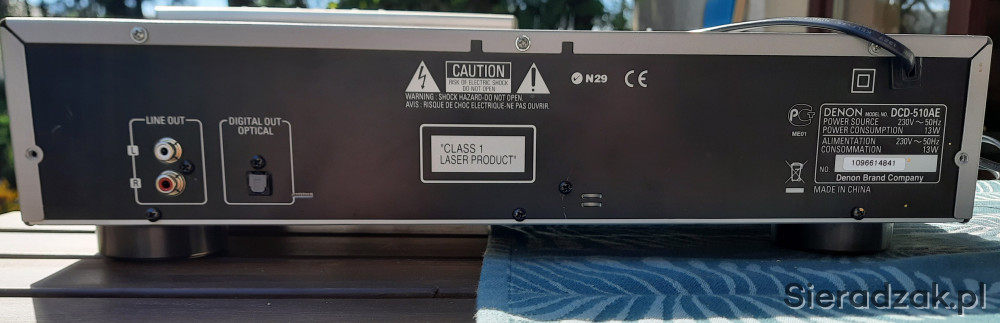 LINE OUT
L
R
DIGITAL OUT
OPTICAL
CAUTION
RISK OF ELECTRIC SHOCK
DO NOT OPEN
WARNING : SHOCK HAZARD-DO NOT OPEN.
AVIS : RISQUE DE CHOC ELECTRIQUE-NE PAS OUVRIR
N29
CE
"CLASS 1
LASER PRODUCT"
ME01
DENON MODEL NO. DCD-510AE
POWER SOURCE 230V ~ 50Hz
POWER CONSUMPTION 13W
ALIMENTATION 230V ~ 50Hz
CONSOMMATION 13W
NO. 1096614841
Denon Brand Company
MADE IN CHINA
Sieradzak.pl